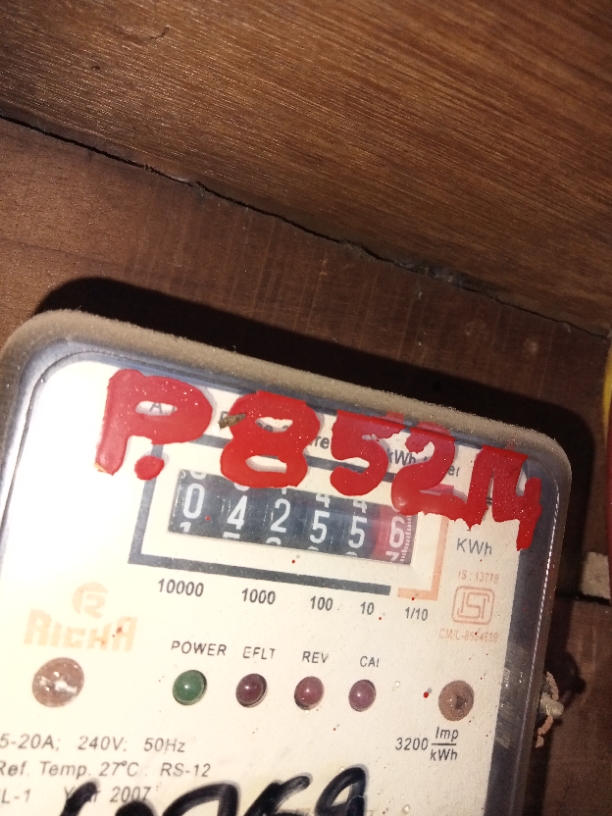 P.852N
0 4 2 5 5 6
KWh
10000 1000 100 10 1/10
IS : 13779
RICHA
POWER EFLT REV CAL
3200 Imp/kWh
5-20A; 240V: 50Hz
Ref. Temp. 27°C : RS-12
Year 2007